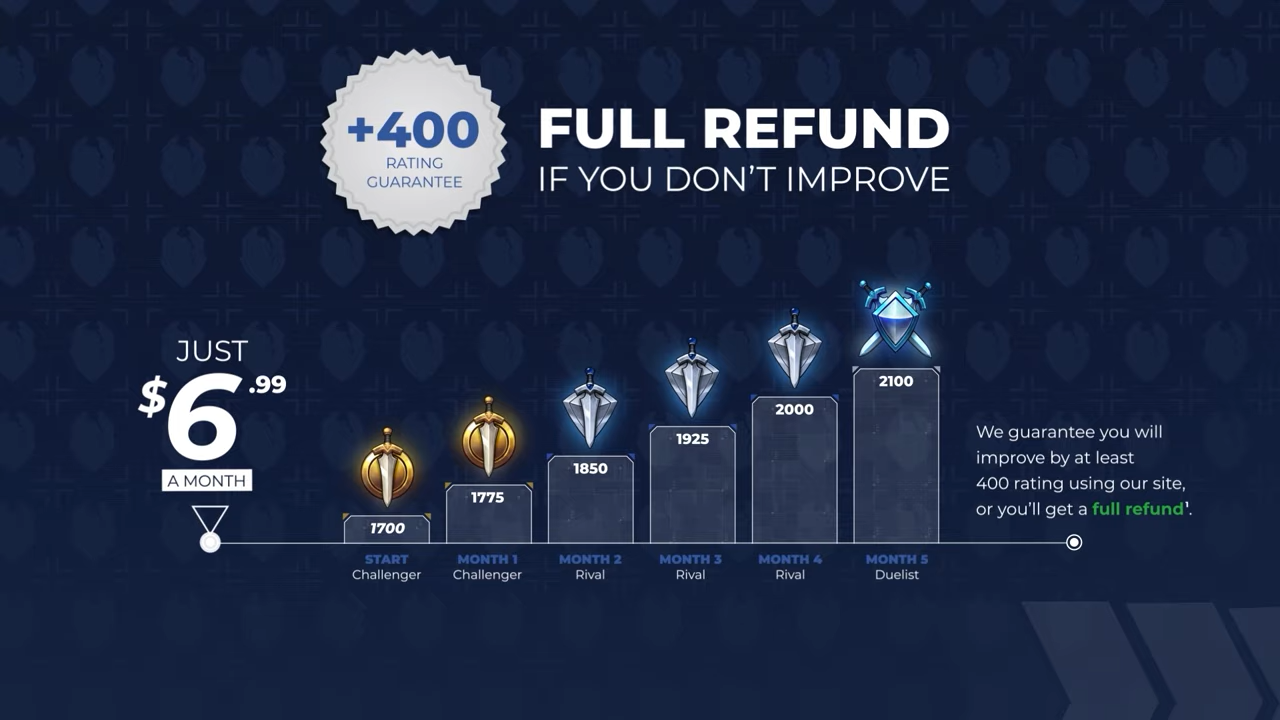 +400
RATING
GUARANTEE
FULL REFUND
IF YOU DON'T IMPROVE
JUST
$6.99
A MONTH
1700
1775
1850
1925
2000
2100
START
Challenger
MONTH 1
Challenger
MONTH 2
Rival
MONTH 3
Rival
MONTH 4
Rival
MONTH 5
Duelist
We guarantee you will
improve by at least
400 rating using our site,
or you'll get a full refund¹.